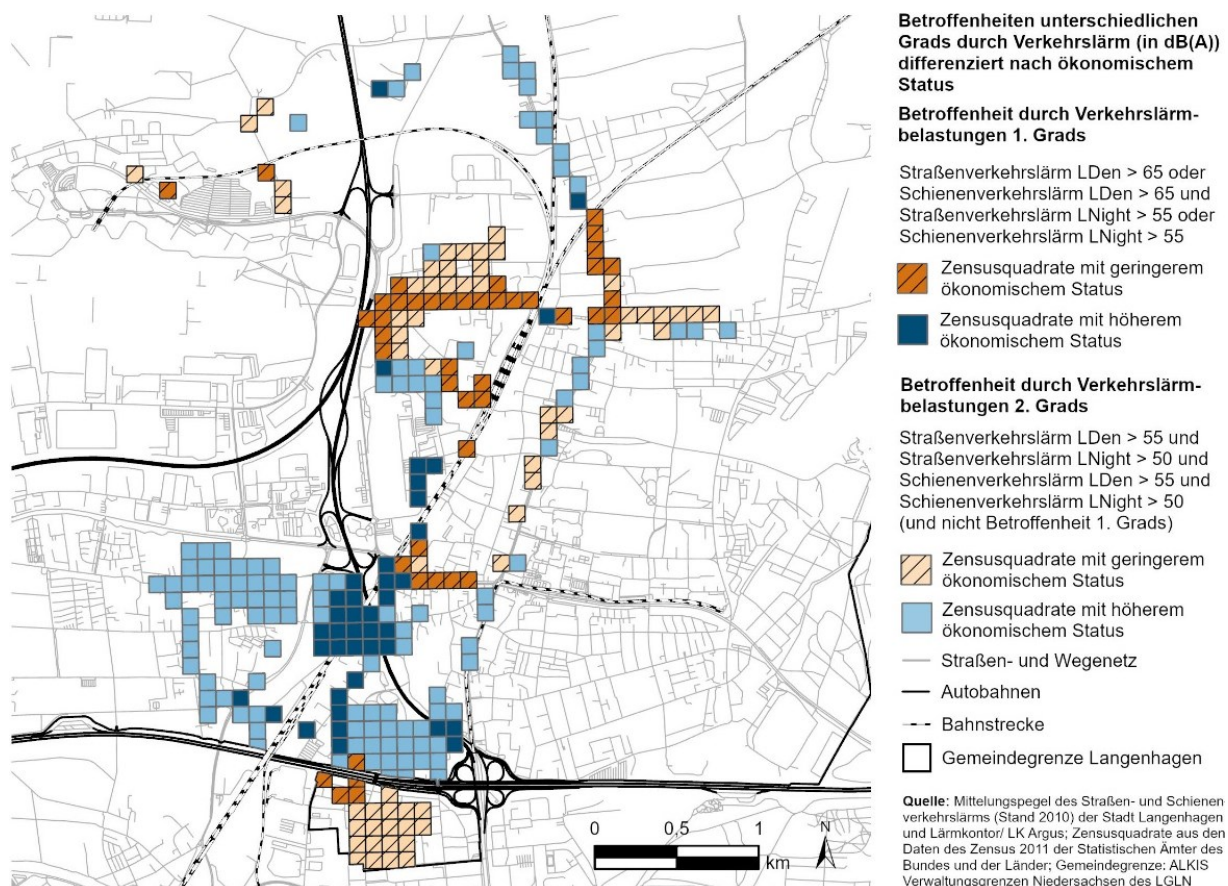 Betroffenheiten unterschiedlichen
Grads durch Verkehrslärm (in dB(A))
differenziert nach ökonomischem
Status
Betroffenheit durch Verkehrslärm-
belastungen 1. Grads
Straßenverkehrslärm LDen > 65 oder
Schienenverkehrslärm LDen > 65 und
Straßenverkehrslärm LNight > 55 oder
Schienenverkehrslärm LNight > 55
Zensusquadrate mit geringerem
ökonomischem Status
Zensusquadrate mit höherem
ökonomischem Status
Betroffenheit durch Verkehrslärm-
belastungen 2. Grads
Straßenverkehrslärm LDen > 55 und
Straßenverkehrslärm LNight > 50 und
Schienenverkehrslärm LDen > 55 und
Schienenverkehrslärm LNight > 50
(und nicht Betroffenheit 1. Grads)
Zensusquadrate mit geringerem
ökonomischem Status
Zensusquadrate mit höherem
ökonomischem Status
Straßen- und Wegenetz
Autobahnen
Bahnstrecke
Gemeindegrenze Langenhagen
Quelle: Mittelungspegel des Straßen- und Schienen-
verkehrslärms (Stand 2010) der Stadt Langenhagen
und Lärmkontor/ LK Argus; Zensusquadrate aus den
Daten des Zensus 2011 der Statistischen Ämter des
Bundes und der Länder; Gemeindegrenze: ALKIS
Verwaltungsgrenzen Niedersachsen des LGLN
0 0,5 1
km
N